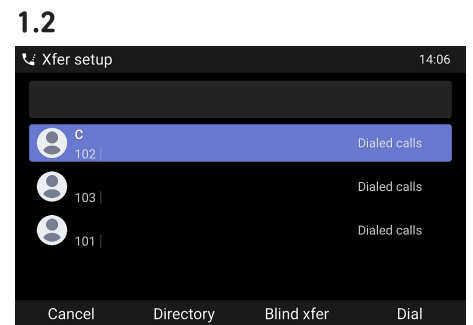 1.2
Xfer setup 14:06
C
102 | Dialed calls
103 | Dialed calls
101 | Dialed calls
Cancel Directory Blind xfer Dial